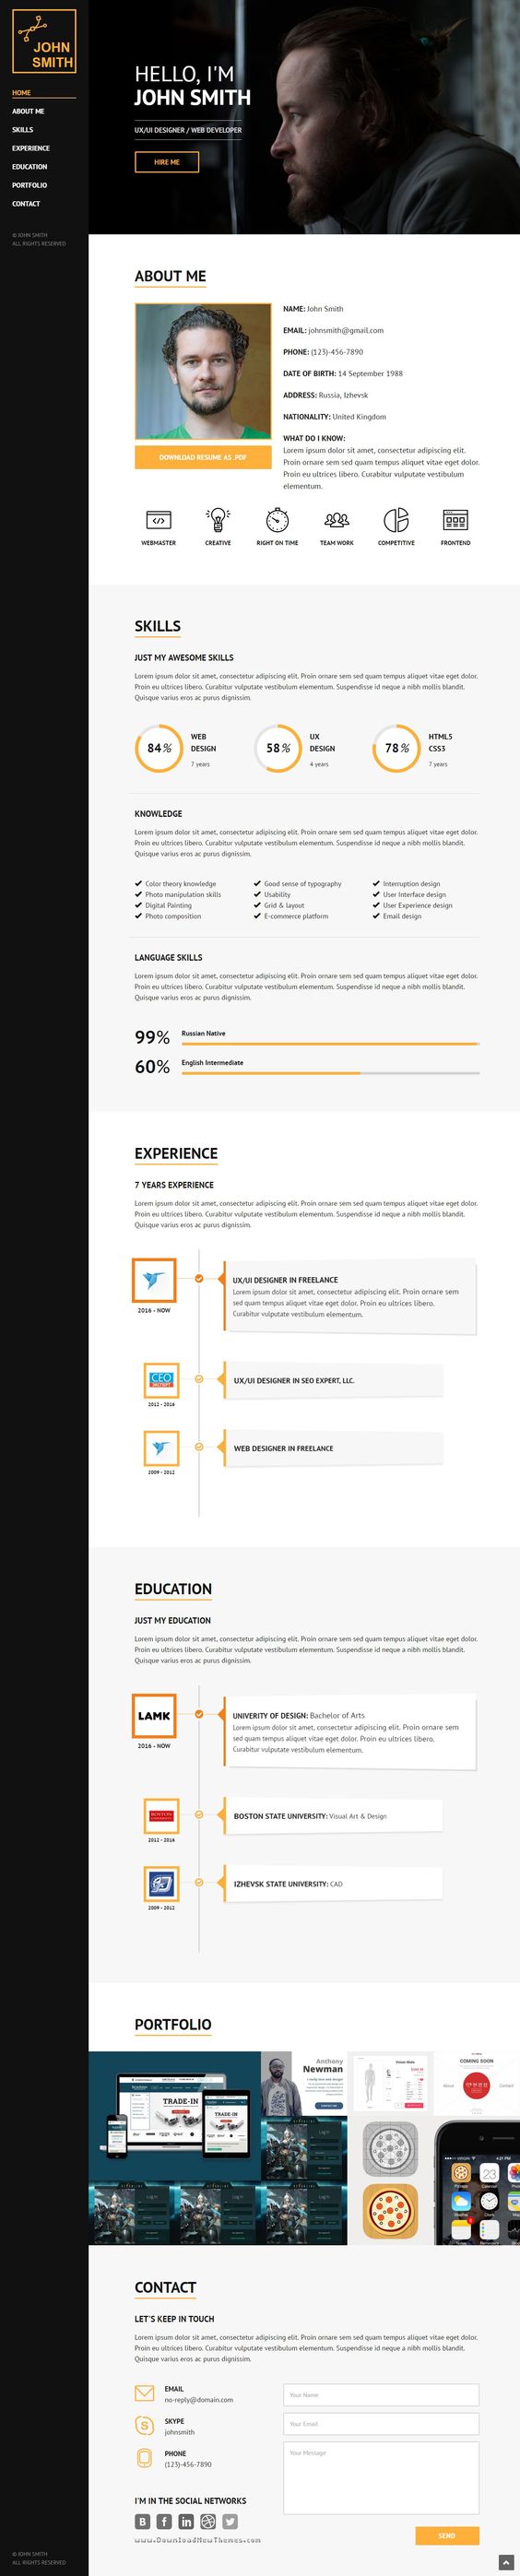 JOHN
SMITH
HOME
ABOUT ME
SKILLS
EXPERIENCE
EDUCATION
PORTFOLIO
CONTACT
© JOHN SMITH
ALL RIGHTS RESERVED
HELLO, I'M
JOHN SMITH
UX/UI DESIGNER / WEB DEVELOPER
HIRE ME
ABOUT ME
NAME: John Smith
EMAIL: johnsmith@gmail.com
PHONE: (123)-456-7890
DATE OF BIRTH: 14 September 1988
ADDRESS: Russia, Izhevsk
NATIONALITY: United Kingdom
WHAT DO I KNOW:
Lorem ipsum dolor sit amet, consectetur adipiscing elit.
Proin ornare sem sed quam tempus aliquet vitae eget dolor.
Proin eu ultrices libero. Curabitur vulputate vestibulum
elementum.
DOWNLOAD RESUME AS .PDF
WEBMASTER
CREATIVE
RIGHT ON TIME
TEAM WORK
COMPETITIVE
FRONTEND
SKILLS
JUST MY AWESOME SKILLS
Lorem ipsum dolor sit amet, consectetur adipiscing elit. Proin ornare sem sed quam tempus aliquet vitae eget dolor.
Proin eu ultrices libero. Curabitur vulputate vestibulum elementum. Suspendisse id neque a nibh mollis blandit.
Quisque varius eros ac purus dignissim.
84%
WEB
DESIGN
7 years
58%
UX
DESIGN
4 years
78%
HTML5
CSS3
7 years
KNOWLEDGE
Lorem ipsum dolor sit amet, consectetur adipiscing elit. Proin ornare sem sed quam tempus aliquet vitae eget dolor.
Proin eu ultrices libero. Curabitur vulputate vestibulum elementum. Suspendisse id neque a nibh mollis blandit.
Quisque varius eros ac purus dignissim.
Color theory knowledge
Photo manipulation skills
Digital Painting
Photo composition
Good sense of typography
Usability
Grid & layout
E-commerce platform
Interruption design
User Interface design
User Experience design
Email design
LANGUAGE SKILLS
Lorem ipsum dolor sit amet, consectetur adipiscing elit. Proin ornare sem sed quam tempus aliquet vitae eget dolor.
Proin eu ultrices libero. Curabitur vulputate vestibulum elementum. Suspendisse id neque a nibh mollis blandit.
Quisque varius eros ac purus dignissim.
99%
Russian Native
60%
English Intermediate
EXPERIENCE
7 YEARS EXPERIENCE
Lorem ipsum dolor sit amet, consectetur adipiscing elit. Proin ornare sem sed quam tempus aliquet vitae eget dolor.
Proin eu ultrices libero. Curabitur vulputate vestibulum elementum. Suspendisse id neque a nibh mollis blandit.
Quisque varius eros ac purus dignissim.
2016 - NOW
UX/UI DESIGNER IN FREELANCE
Lorem ipsum dolor sit amet, consectetur adipiscing elit. Proin ornare sem
sed quam tempus aliquet vitae eget dolor. Proin eu ultrices libero.
Curabitur vulputate vestibulum elementum.
CEO
2012 - 2016
UX/UI DESIGNER IN SEO EXPERT, LLC.
2009 - 2012
WEB DESIGNER IN FREELANCE
EDUCATION
JUST MY EDUCATION
Lorem ipsum dolor sit amet, consectetur adipiscing elit. Proin ornare sem sed quam tempus aliquet vitae eget dolor.
Proin eu ultrices libero. Curabitur vulputate vestibulum elementum. Suspendisse id neque a nibh mollis blandit.
Quisque varius eros ac purus dignissim.
LAMK
2016 - NOW
UNIVERITY OF DESIGN: Bachelor of Arts
Lorem ipsum dolor sit amet, consectetur adipiscing elit. Proin ornare sem
sed quam tempus aliquet vitae eget dolor. Proin eu ultrices libero.
Curabitur vulputate vestibulum elementum.
BOSTON
2012 - 2016
BOSTON STATE UNIVERSITY: Visual Art & Design
2009 - 2012
IZHEVSK STATE UNIVERSITY: CAD
PORTFOLIO
TRADE-IN
TRADE-IN
Anthony
Newman
COMING SOON
Log in
Log in
Log in
Log in
4:21 PM
23
CONTACT
LET'S KEEP IN TOUCH
Lorem ipsum dolor sit amet, consectetur adipiscing elit. Proin ornare sem sed quam tempus aliquet vitae eget dolor.
Proin eu ultrices libero. Curabitur vulputate vestibulum elementum. Suspendisse id neque a nibh mollis blandit.
Quisque varius eros ac purus dignissim.
EMAIL
no-reply@domain.com
SKYPE
johnsmith
PHONE
(123)-456-7890
Your Name
Your Email
Your Message
SEND
I'M IN THE SOCIAL NETWORKS
www.DownloadNewThemes.com
© JOHN SMITH
ALL RIGHTS RESERVED